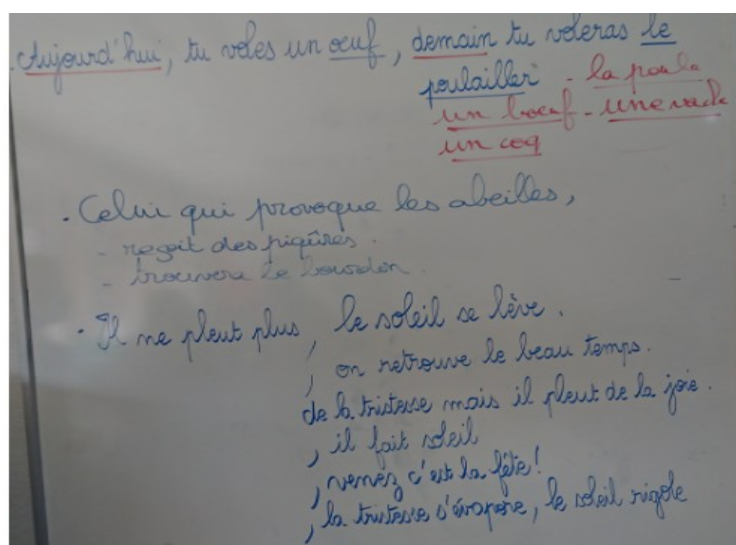 . Aujourd'hui, tu voles un œuf, demain tu voleras le
poulailler - la poule
un bœuf - une vache
un coq
. Celui qui provoque les abeilles,
- reçoit des piqûres.
- trouvera le bourdon.
. Il ne pleut plus, le soleil se lève.
, on retrouve le beau temps.
de la tristesse mais il pleut de la joie.
, il fait soleil
, venez c'est la fête !
, la tristesse s'évapore, le soleil rigole